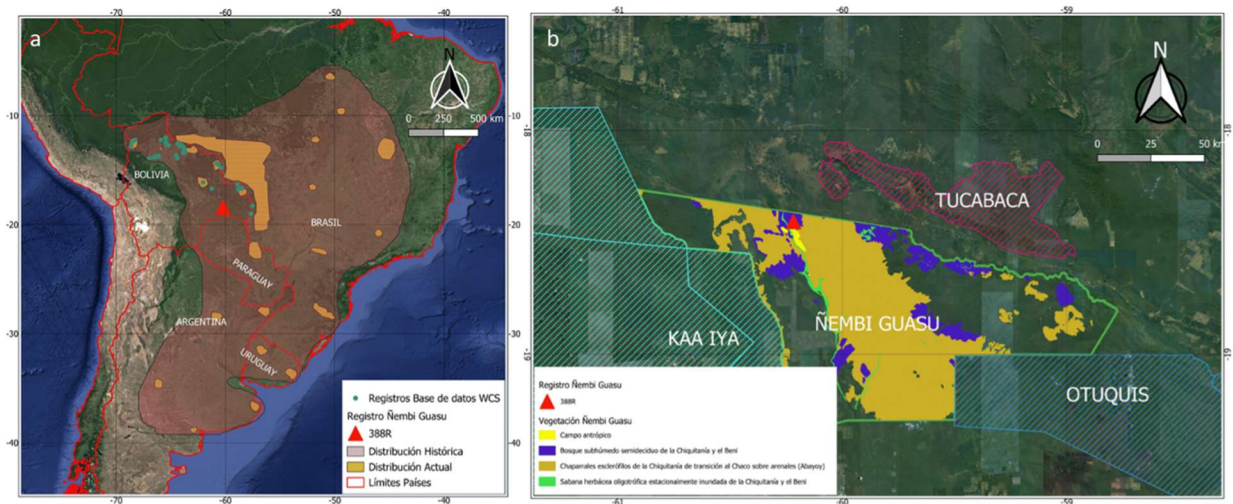 -70
-60
-50
-40
a
N
0 250 500 km
-10
-10
BOLIVIA
BRASIL
-20
-20
PARAGUAY
ARGENTINA
-30
-30
URUGUAY
Registros Base de datos WCS
Registro Ñembi Guasu
388R
Distribución Histórica
Distribución Actual
Límites Países
-40
-40
-70
-60
-50
-40
-61
-60
-59
b
N
-18
-18
0 25 50 km
TUCABACA
KAA IYA
ÑEMBI GUASU
-19
-19
OTUQUIS
Registro Ñembi Guasu
388R
Vegetación Ñembi Guasu
Campo antrópico
Bosque subhúmedo semideciduo de la Chiquitanía y el Beni
Chaparrales esclerófilos de la Chiquitanía de transición al Chaco sobre arenales (Abayoy)
Sabana herbácea oligotrófica estacionalmente inundada de la Chiquitanía y el Beni
-60
-59